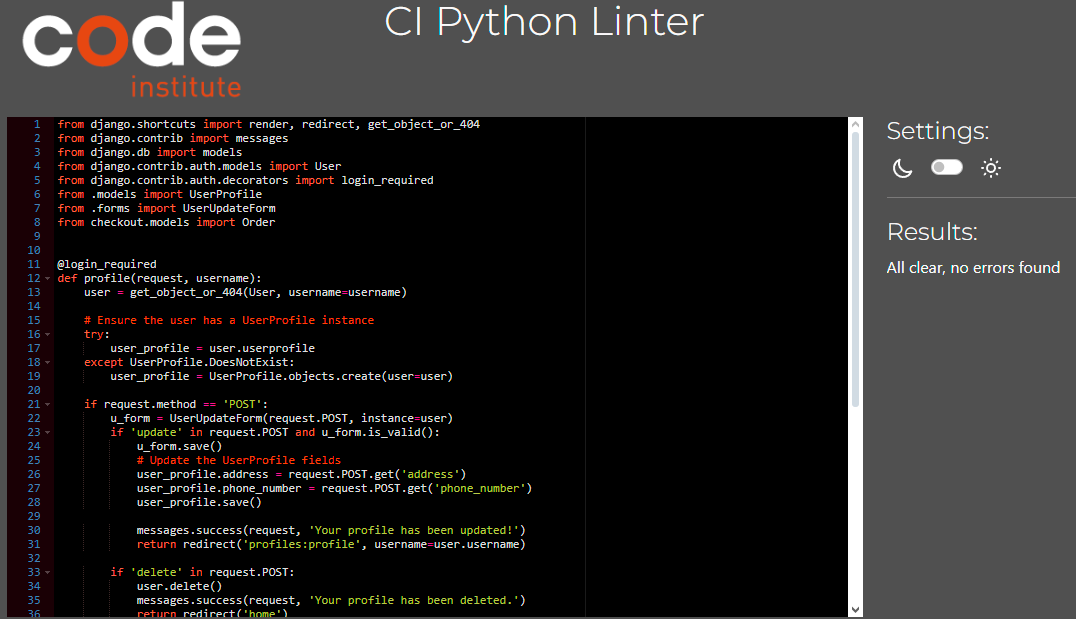 code
institute
CI Python Linter
1 from django.shortcuts import render, redirect, get_object_or_404
2 from django.contrib import messages
3 from django.db import models
4 from django.contrib.auth.models import User
5 from django.contrib.auth.decorators import login_required
6 from .models import UserProfile
7 from .forms import UserUpdateForm
8 from checkout.models import Order
9
10
11 @login_required
12 def profile(request, username):
13     user = get_object_or_404(User, username=username)
14
15     # Ensure the user has a UserProfile instance
16     try:
17         user_profile = user.userprofile
18     except UserProfile.DoesNotExist:
19         user_profile = UserProfile.objects.create(user=user)
20
21     if request.method == 'POST':
22         u_form = UserUpdateForm(request.POST, instance=user)
23         if 'update' in request.POST and u_form.is_valid():
24             u_form.save()
25             # Update the UserProfile fields
26             user_profile.address = request.POST.get('address')
27             user_profile.phone_number = request.POST.get('phone_number')
28             user_profile.save()
29
30             messages.success(request, 'Your profile has been updated!')
31             return redirect('profiles:profile', username=user.username)
32
33         if 'delete' in request.POST:
34             user.delete()
35             messages.success(request, 'Your profile has been deleted.')
36             return redirect('home')
Settings:
Results:
All clear, no errors found